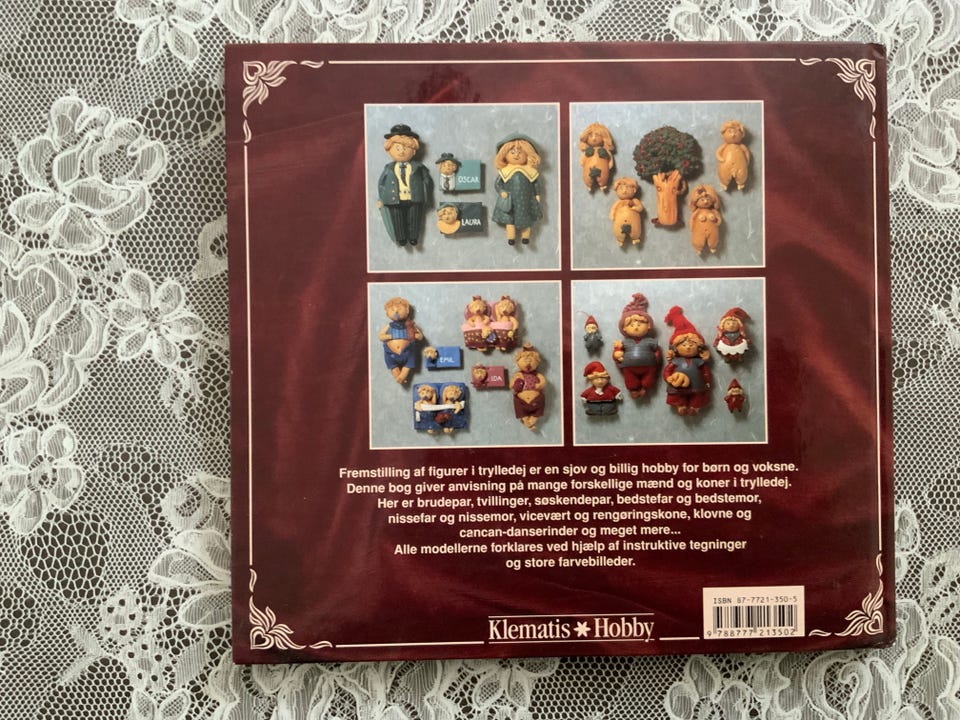 OSCAR
LAURA
EMIL
IDA
Fremstilling af figurer i trylledej er en sjov og billig hobby for børn og voksne.
Denne bog giver anvisning på mange forskellige mænd og koner i trylledej.
Her er brudepar, tvillinger, søskendepar, bedstefar og bedstemor,
nissefar og nissemor, vicevært og rengøringskone, klovne og
cancan-danserinder og meget mere...
Alle modellerne forklares ved hjælp af instruktive tegninger
og store farvebilleder.
ISBN 87-7721-350-5
9 788777 213502
Klematis * Hobby